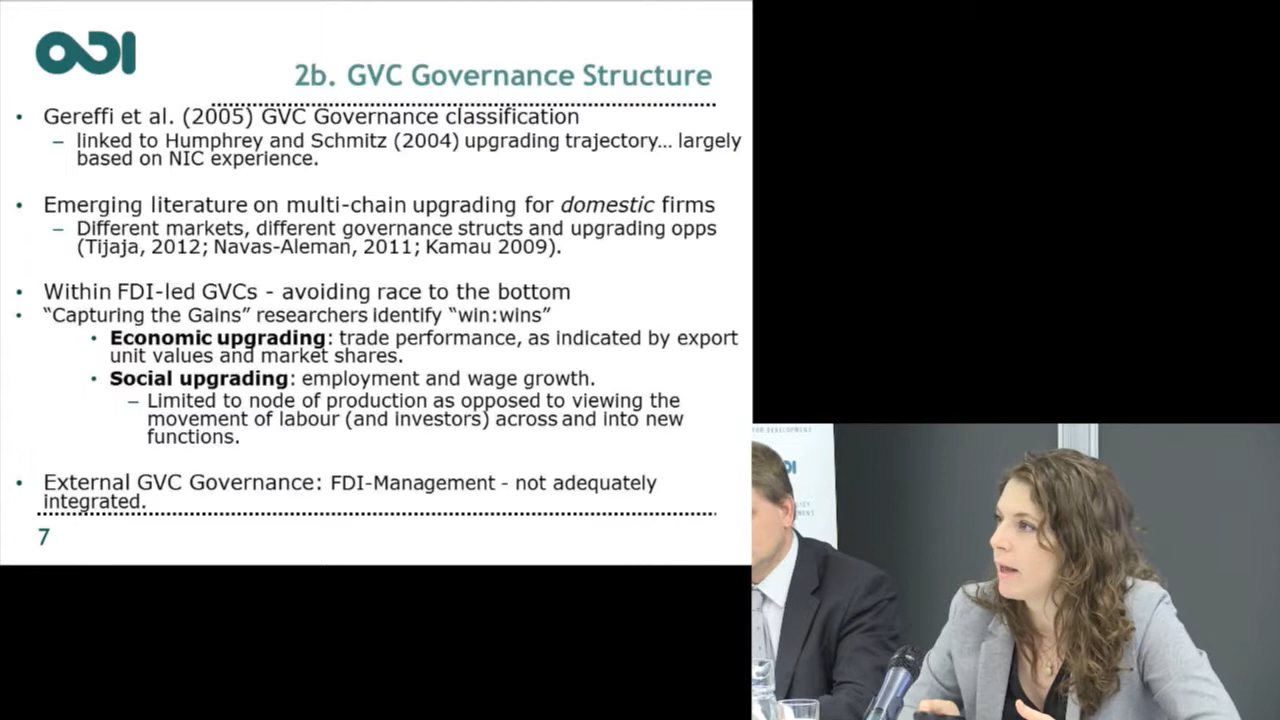 ODI
2b. GVC Governance Structure
• Gereffi et al. (2005) GVC Governance classification
– linked to Humphrey and Schmitz (2004) upgrading trajectory... largely
based on NIC experience.
• Emerging literature on multi-chain upgrading for domestic firms
– Different markets, different governance structs and upgrading opps
(Tijaja, 2012; Navas-Aleman, 2011; Kamau 2009).
• Within FDI-led GVCs - avoiding race to the bottom
• “Capturing the Gains” researchers identify “win:wins”
• Economic upgrading: trade performance, as indicated by export
unit values and market shares.
• Social upgrading: employment and wage growth.
– Limited to node of production as opposed to viewing the
movement of labour (and investors) across and into new
functions.
• External GVC Governance: FDI-Management - not adequately
integrated.
7
FOR DEVELOPMENT